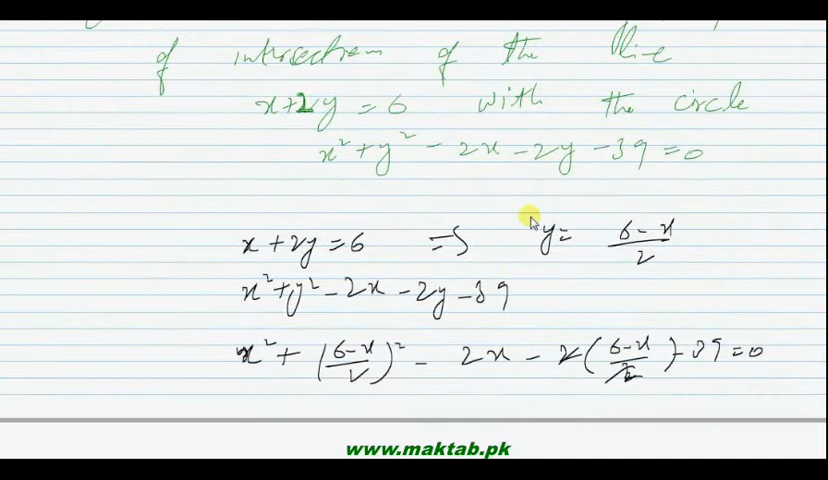 of intersection of the line
x+2y = 6 with the circle
x² + y² - 2x - 2y - 39 = 0
x + 2y = 6 ⇒ y = (6-x)/2
x² + y² - 2x - 2y - 39
x² + ((6-x)/2)² - 2x - 2((6-x)/2) - 39 = 0
www.maktab.pk